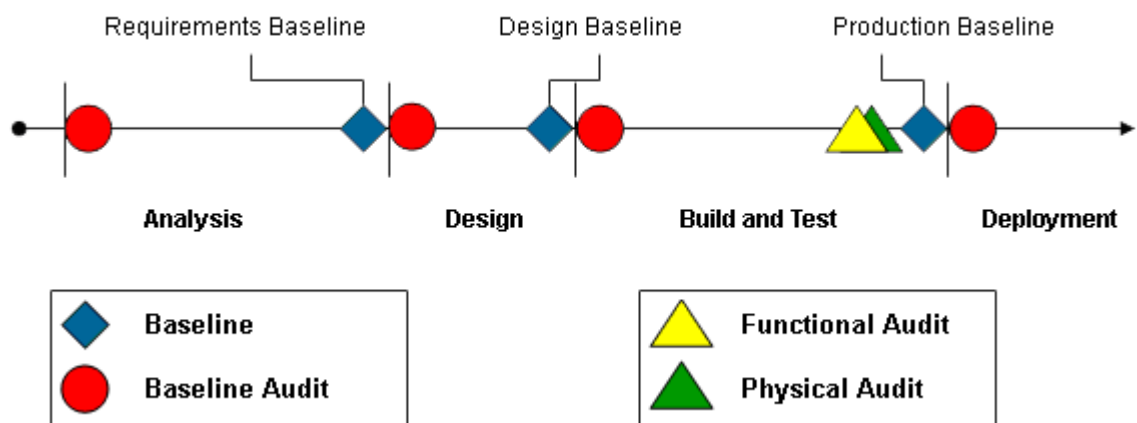 Requirements Baseline
Design Baseline
Production Baseline
Analysis
Design
Build and Test
Deployment
Baseline
Functional Audit
Baseline Audit
Physical Audit